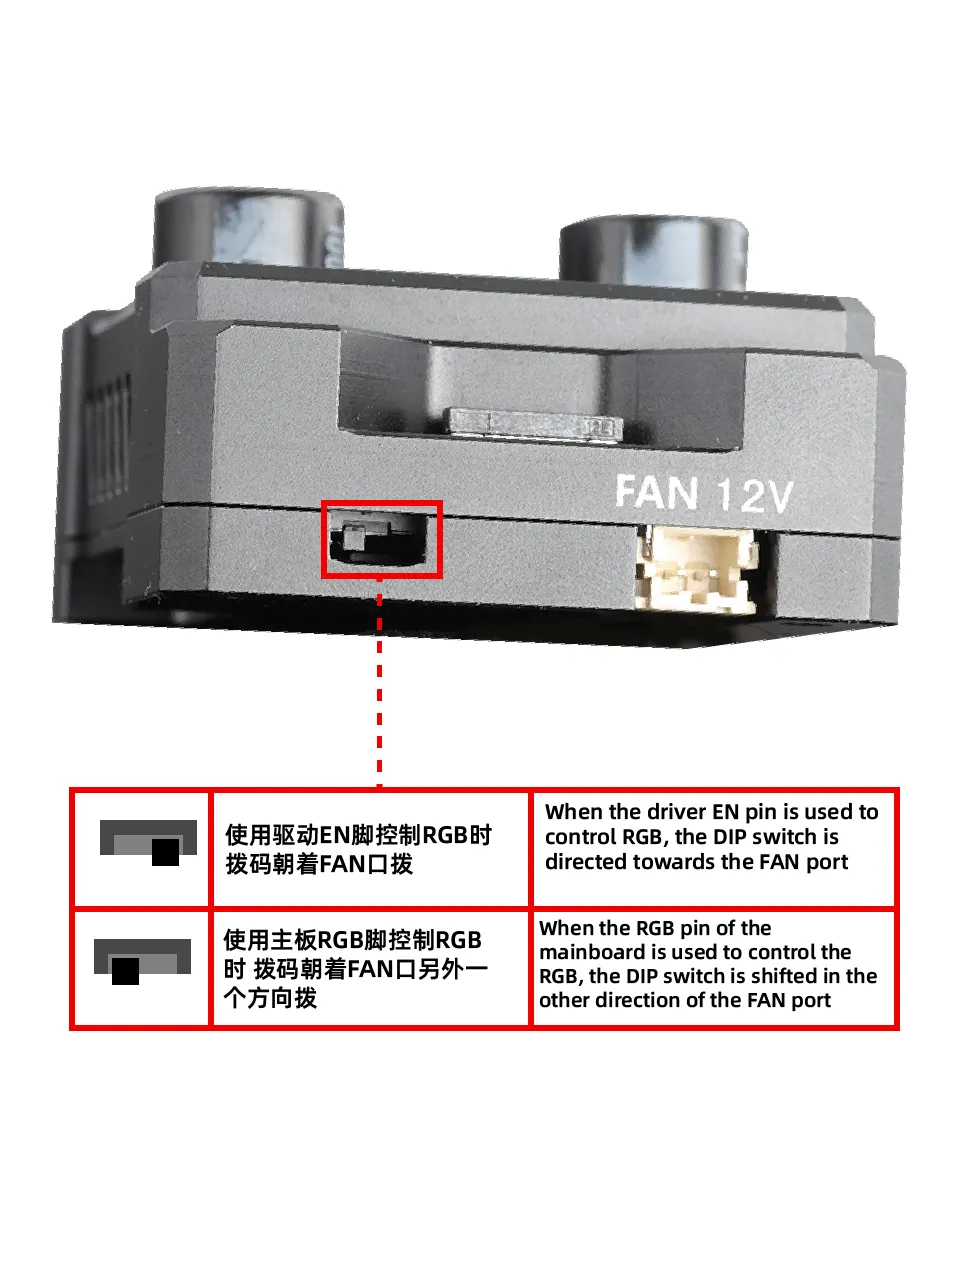 FAN 12V
使用驱动EN脚控制RGB时
拨码朝着FAN口拨
When the driver EN pin is used to
control RGB, the DIP switch is
directed towards the FAN port
使用主板RGB脚控制RGB
时 拨码朝着FAN口另外一
个方向拨
When the RGB pin of the
mainboard is used to control the
RGB, the DIP switch is shifted in the
other direction of the FAN port